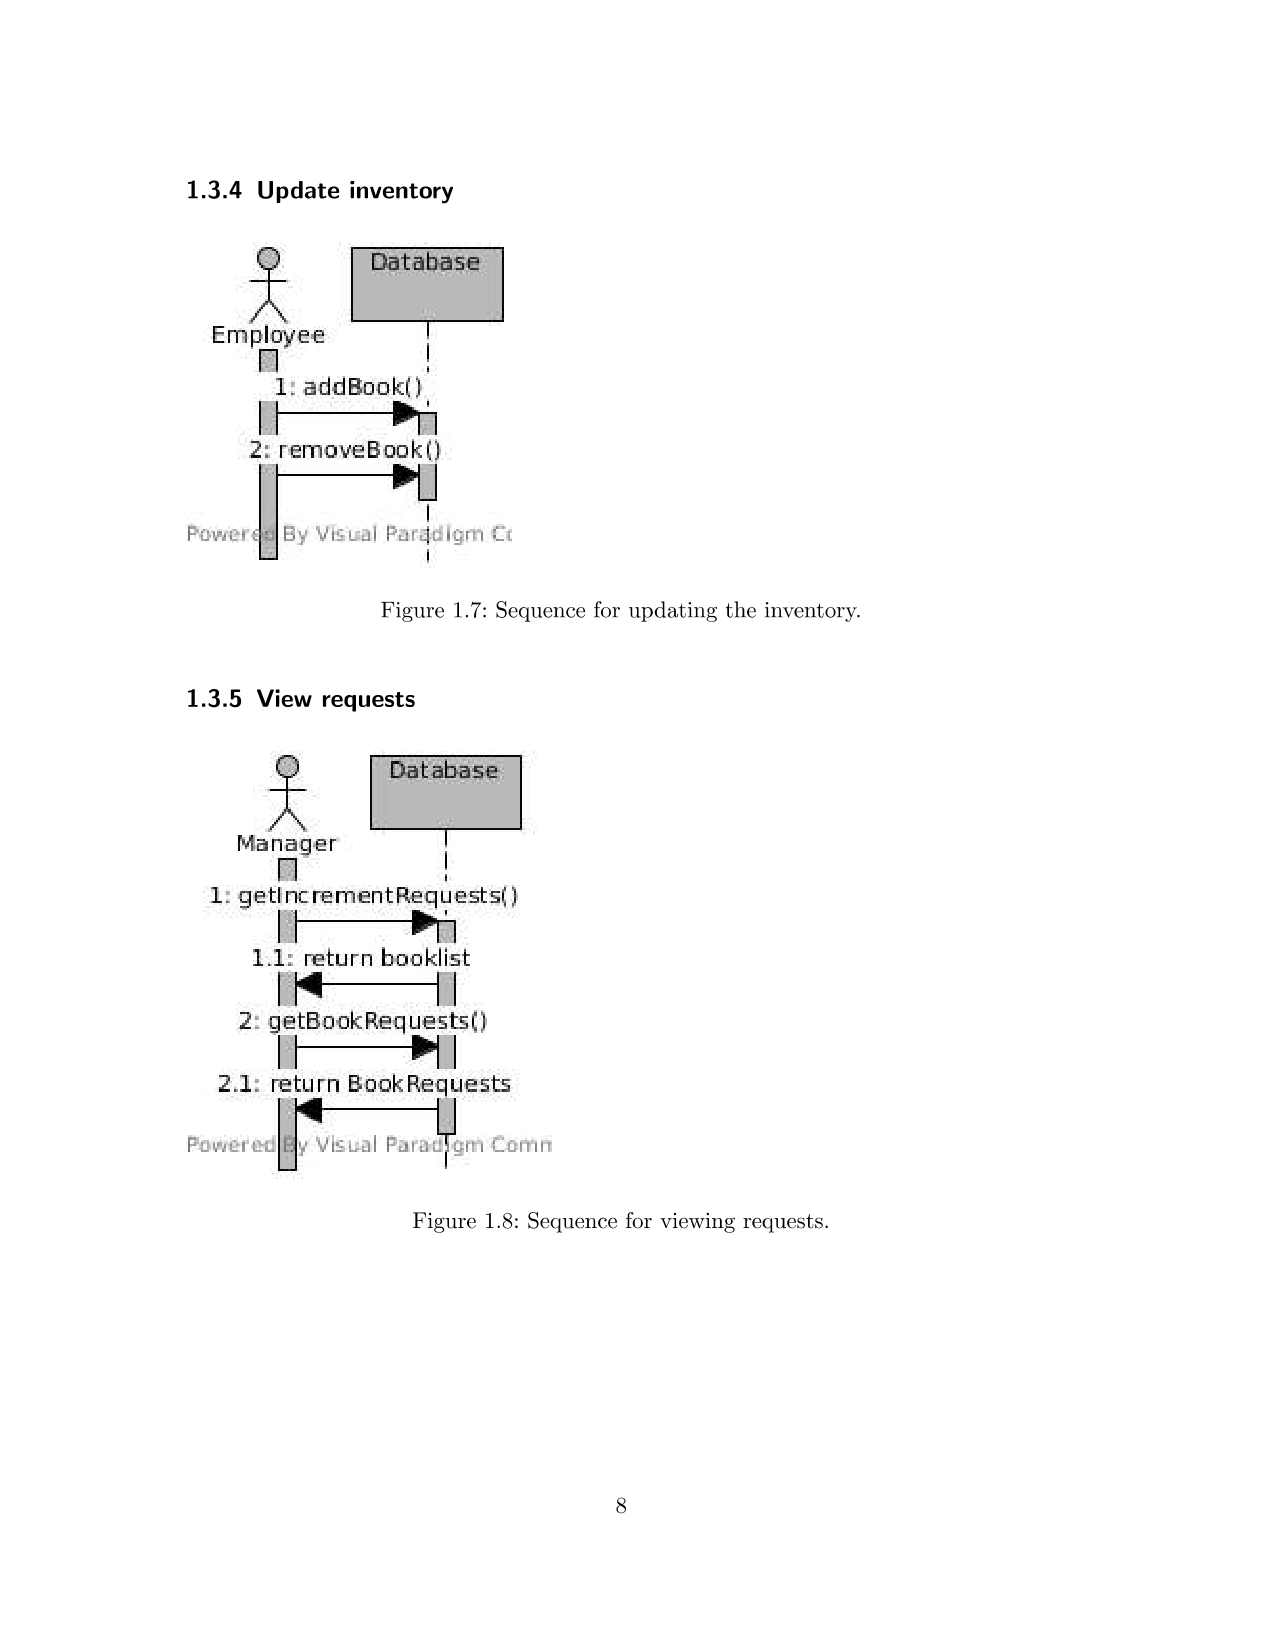 1.3.4 Update inventory
Database
Employee
1: addBook()
2: removeBook()
Powered By Visual Paradigm Co
Figure 1.7: Sequence for updating the inventory.
1.3.5 View requests
Database
Manager
1: getIncrementRequests()
1.1: return booklist
2: getBookRequests()
2.1: return BookRequests
Powered By Visual Paradigm Comm
Figure 1.8: Sequence for viewing requests.
8